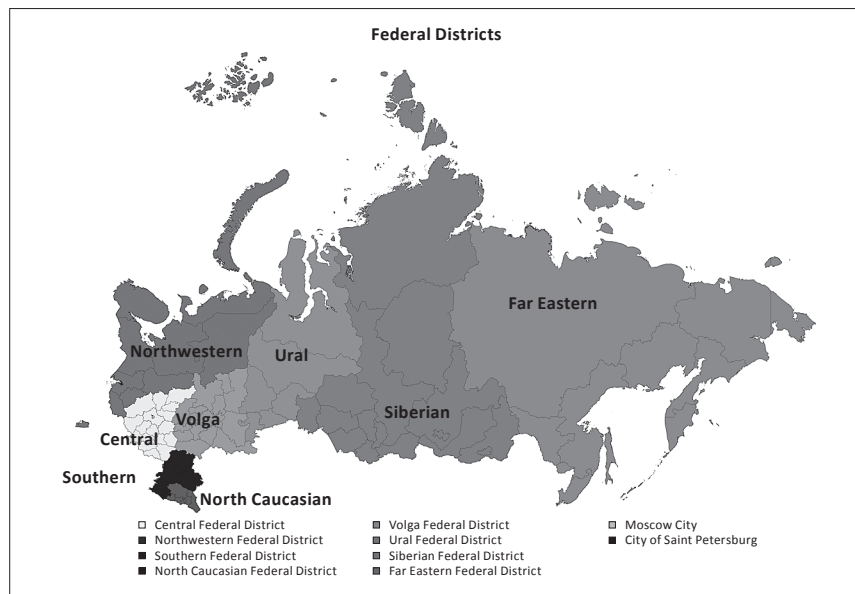 Federal Districts
Far Eastern
Northwestern
Ural
Siberian
Volga
Central
Southern
North Caucasian
Central Federal District
Northwestern Federal District
Southern Federal District
North Caucasian Federal District
Volga Federal District
Ural Federal District
Siberian Federal District
Far Eastern Federal District
Moscow City
City of Saint Petersburg